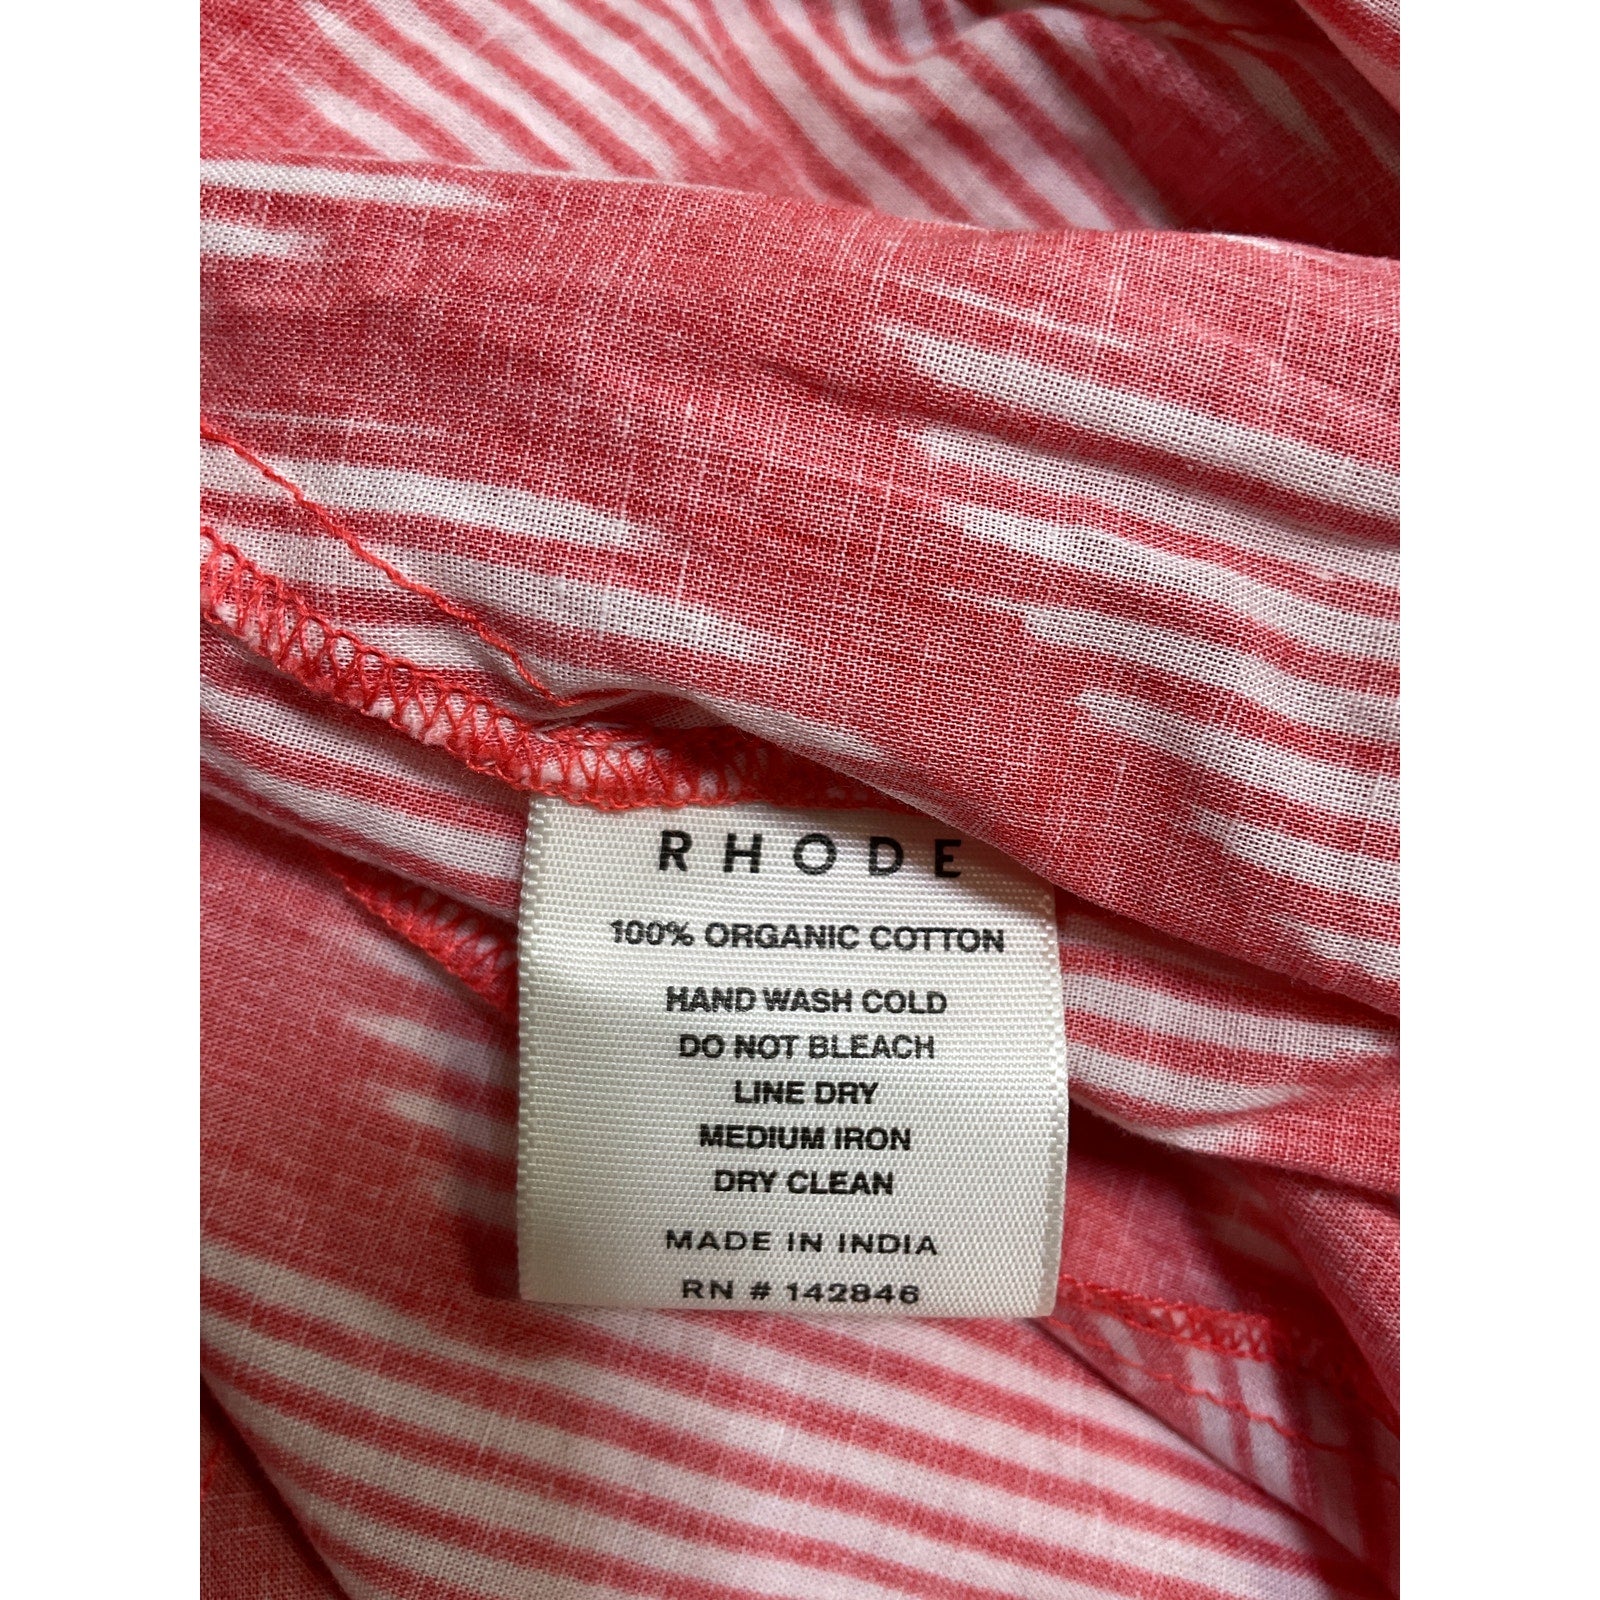 RHODE
100% ORGANIC COTTON
HAND WASH COLD
DO NOT BLEACH
LINE DRY
MEDIUM IRON
DRY CLEAN
MADE IN INDIA
RN # 142846